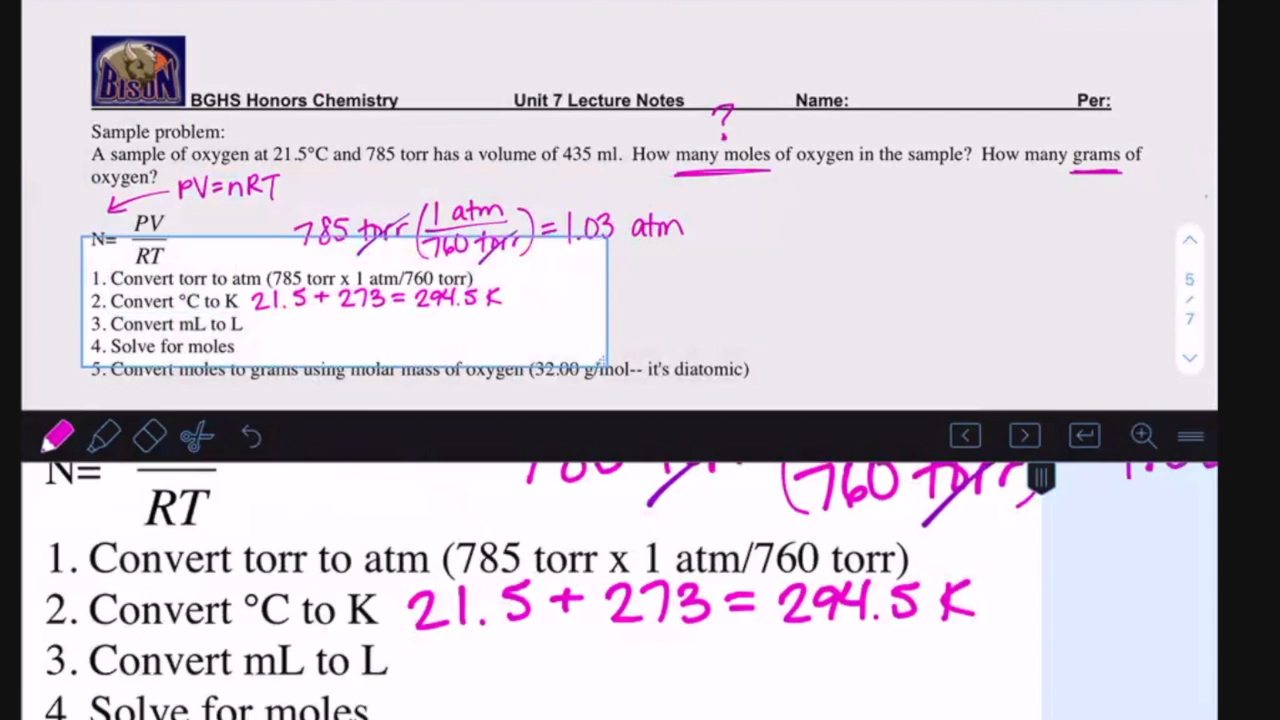 BISON
BGHS Honors Chemistry Unit 7 Lecture Notes Name: Per:
?
Sample problem:
A sample of oxygen at 21.5°C and 785 torr has a volume of 435 ml. How many moles of oxygen in the sample? How many grams of
oxygen?
PV=nRT
N= PV
RT
785 torr (1 atm
760 torr) = 1.03 atm
1. Convert torr to atm (785 torr x 1 atm/760 torr)
2. Convert °C to K 21.5 + 273 = 294.5 K
3. Convert mL to L
4. Solve for moles
5. Convert moles to grams using molar mass of oxygen (32.00 g/mol-- it's diatomic)
5
/
7
N=
RT
(760 torr)
1. Convert torr to atm (785 torr x 1 atm/760 torr)
2. Convert °C to K 21.5 + 273 = 294.5 K
3. Convert mL to L
4. Solve for moles